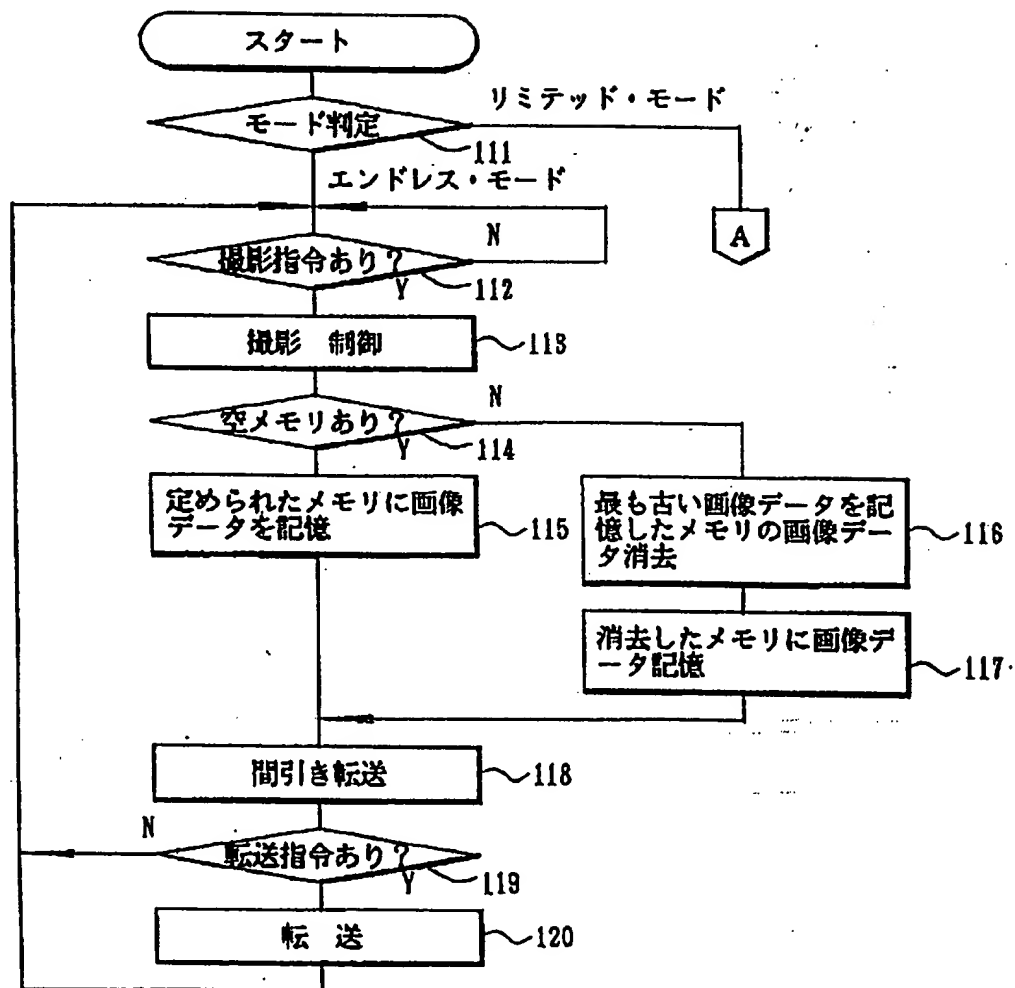 スタート
リミテッド・モード
モード判定
111
エンドレス・モード
A
N
撮影指令あり?
Y
112
撮影 制御
113
N
空メモリあり?
Y
114
定められたメモリに画像
データを記憶
115
最も古い画像データを記
憶したメモリの画像デー
タ消去
116
消去したメモリに画像デ
ータ記憶
117
間引き転送
118
N
転送指令あり?
Y
119
転 送
120